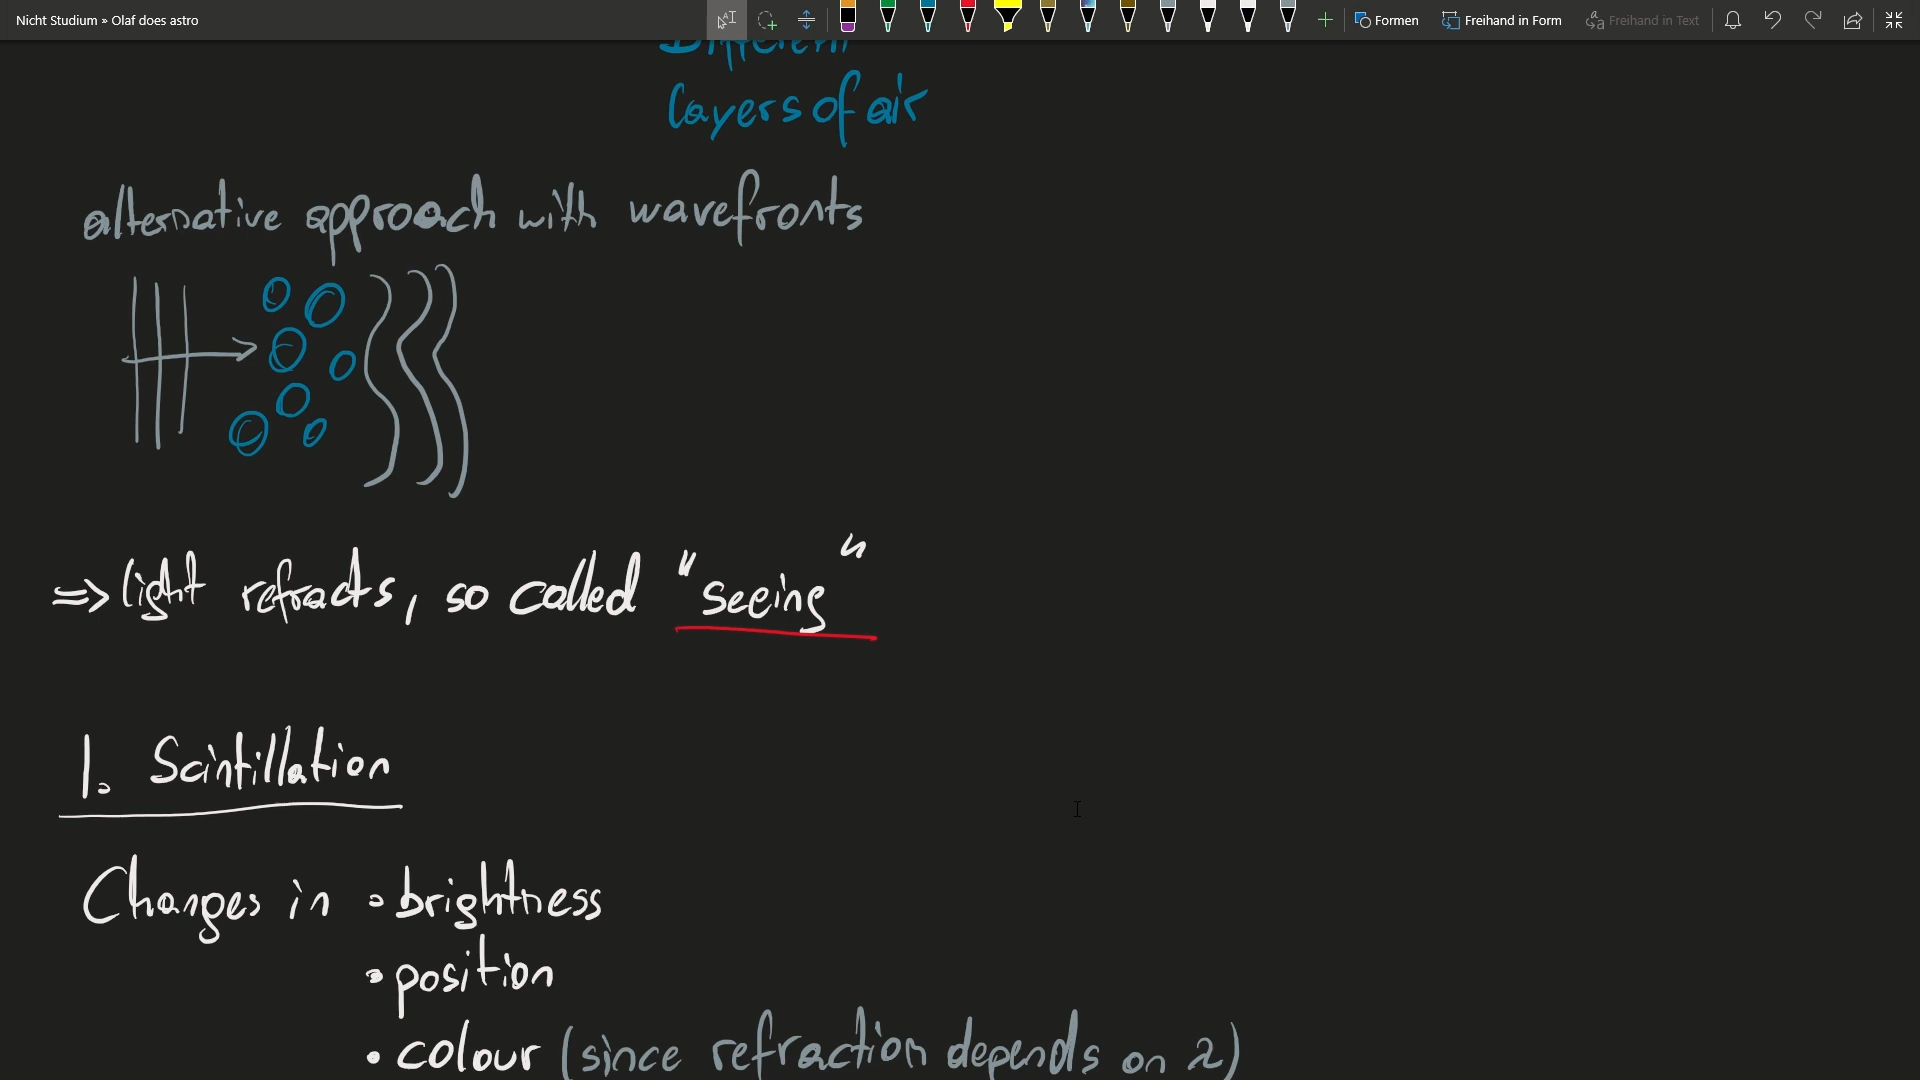 Nicht Studium » Olaf does astro
Formen
Freihand in Form
Freihand in Text
Different
Layers of air
alternative approach with wavefronts
=> light refracts, so called "seeing"
1. Scintillation
Changes in • brightness
• position
• colour (since refraction depends on λ)